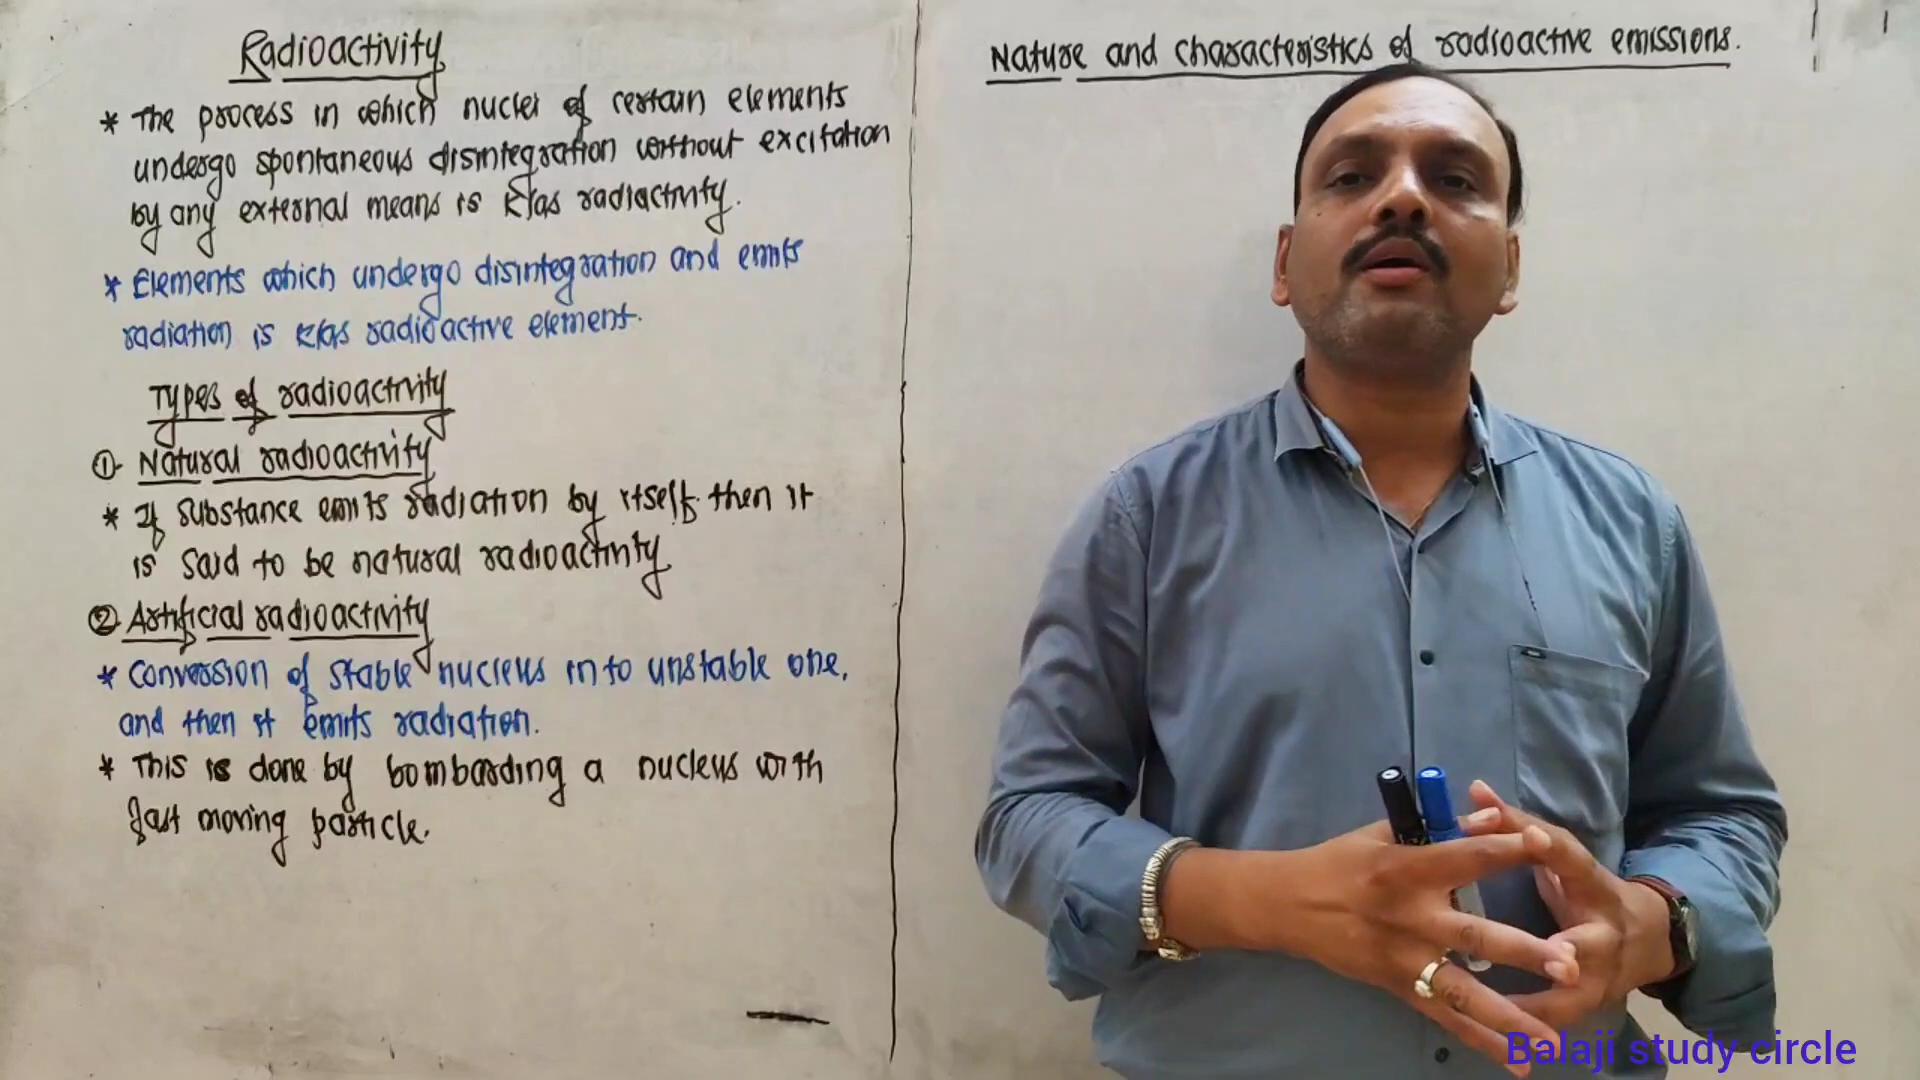 Radioactivity
* The process in which nuclei of certain elements
undergo spontaneous disintegration without excitation
by any external means is K/as radiactivity.
* Elements which undergo disintegration and emits
radiation is K/as radioactive element.
Types of radioactivity
① Natural radioactivity
* If substance emits radiation by itself. then it
is said to be natural radioactivity
② Artificial radioactivity
* Conversion of stable nucleus in to unstable one,
and then it emits radiation.
* This is done by bombarding a nucleus with
fast moving particle.
Nature and characteristics of radioactive emissions.
Balaji study circle